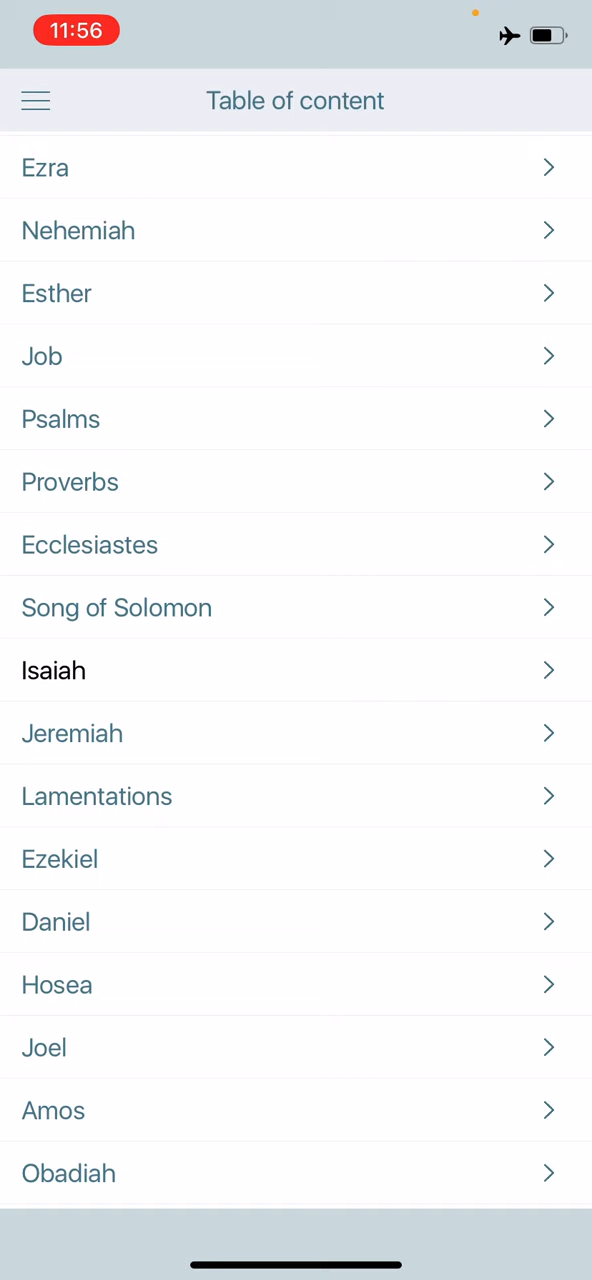 11:56
Table of content
Ezra
Nehemiah
Esther
Job
Psalms
Proverbs
Ecclesiastes
Song of Solomon
Isaiah
Jeremiah
Lamentations
Ezekiel
Daniel
Hosea
Joel
Amos
Obadiah